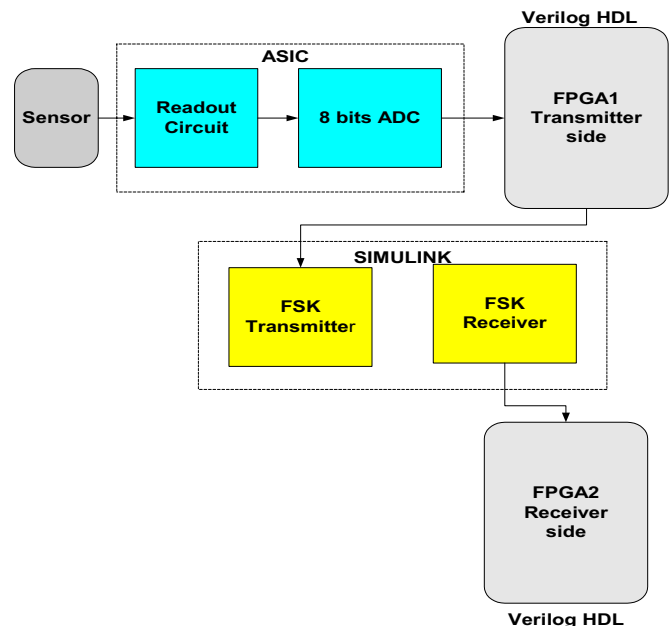 Verilog HDL
ASIC
Sensor
Readout
Circuit
8 bits ADC
FPGA1
Transmitter
side
SIMULINK
FSK
Transmitter
FSK
Receiver
FPGA2
Receiver
side
Verilog HDL